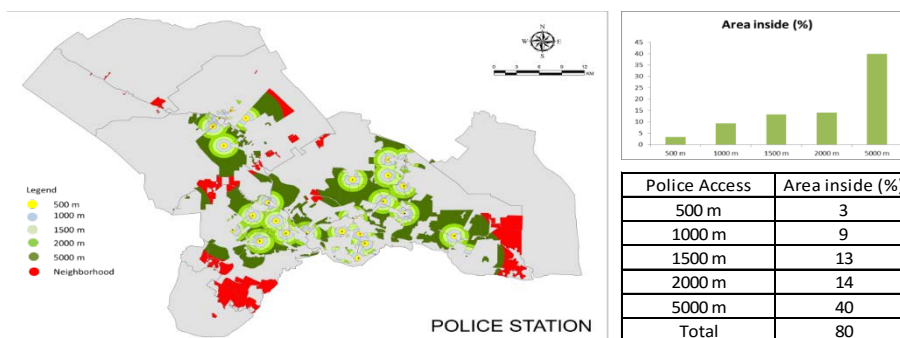 N
W E
S
0 3 6 9 12
KM
Legend
500 m
1000 m
1500 m
2000 m
5000 m
Neighborhood
POLICE STATION
Area inside (%)
45
40
35
30
25
20
15
10
5
0
500 m 1000 m 1500 m 2000 m 5000 m
Police Access Area inside (%)
500 m 3
1000 m 9
1500 m 13
2000 m 14
5000 m 40
Total 80